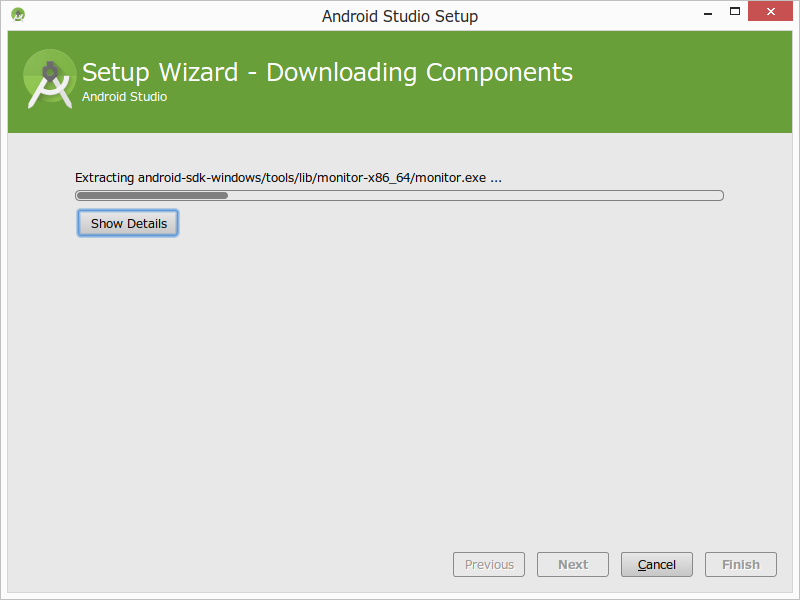 Android Studio Setup
Setup Wizard - Downloading Components
Android Studio
Extracting android-sdk-windows/tools/lib/monitor-x86_64/monitor.exe ...
Show Details
Previous
Next
Cancel
Finish